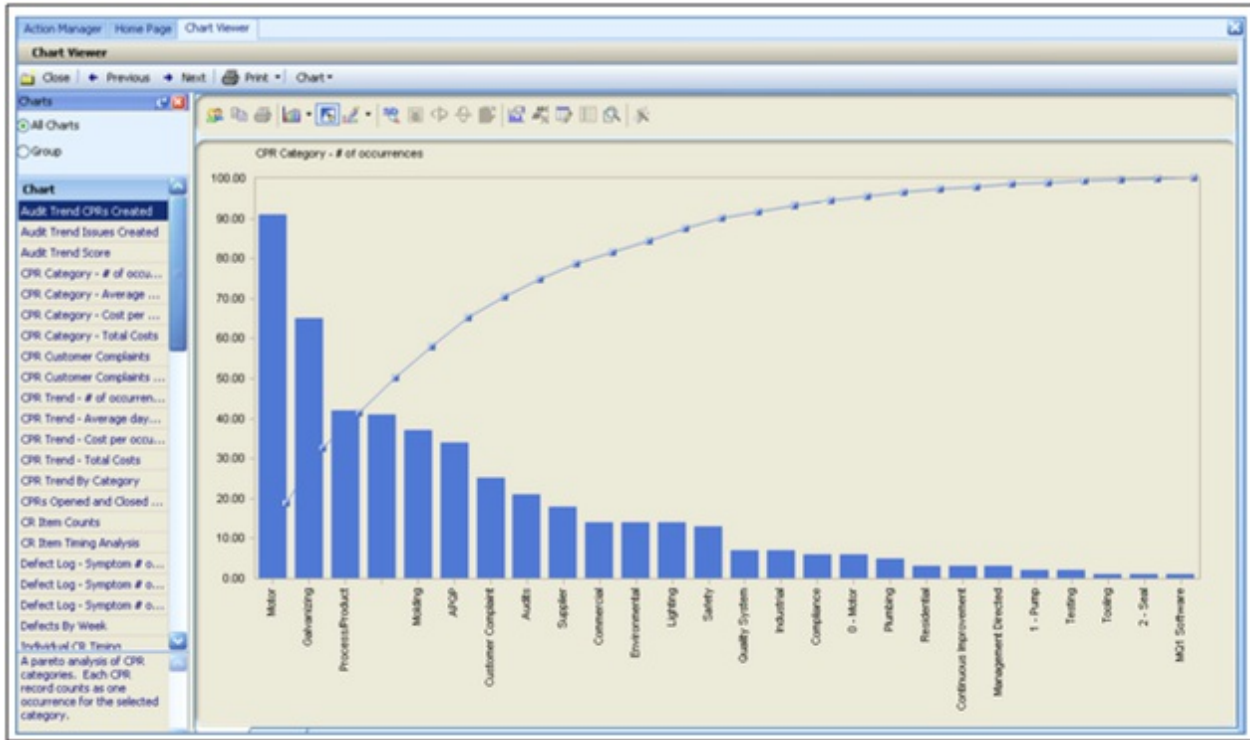 Action Manager Home Page Chart Viewer
Chart Viewer
Close Previous Next Print Chart
Charts
All Charts
Group
Chart
Audit Trend CPRs Created
Audit Trend Issues Created
Audit Trend Score
CPR Category - # of occu...
CPR Category - Average ...
CPR Category - Cost per ...
CPR Category - Total Costs
CPR Customer Complaints
CPR Customer Complaints ...
CPR Trend - # of occurren...
CPR Trend - Average day...
CPR Trend - Cost per occu...
CPR Trend - Total Costs
CPR Trend By Category
CPRs Opened and Closed ...
CR Item Counts
CR Item Timing Analysis
Defect Log - Symptom # o...
Defect Log - Symptom # o...
Defect Log - Symptom # o...
Defects By Week
Individual CR Timing
A pareto analysis of CPR
categories. Each CPR
record counts as one
occurrence for the selected
category.
CPR Category - # of occurrences
100.00
90.00
80.00
70.00
60.00
50.00
40.00
30.00
20.00
10.00
0.00
Motor
Galvanizing
Process/Product
Molding
APQP
Customer Complaint
Audits
Supplier
Commercial
Environmental
Lighting
Safety
Quality System
Industrial
Compliance
0 - Motor
Plumbing
Residential
Continuous Improvement
Management Directed
1 - Pump
Testing
Tooling
2 - Seal
MQ1 Software